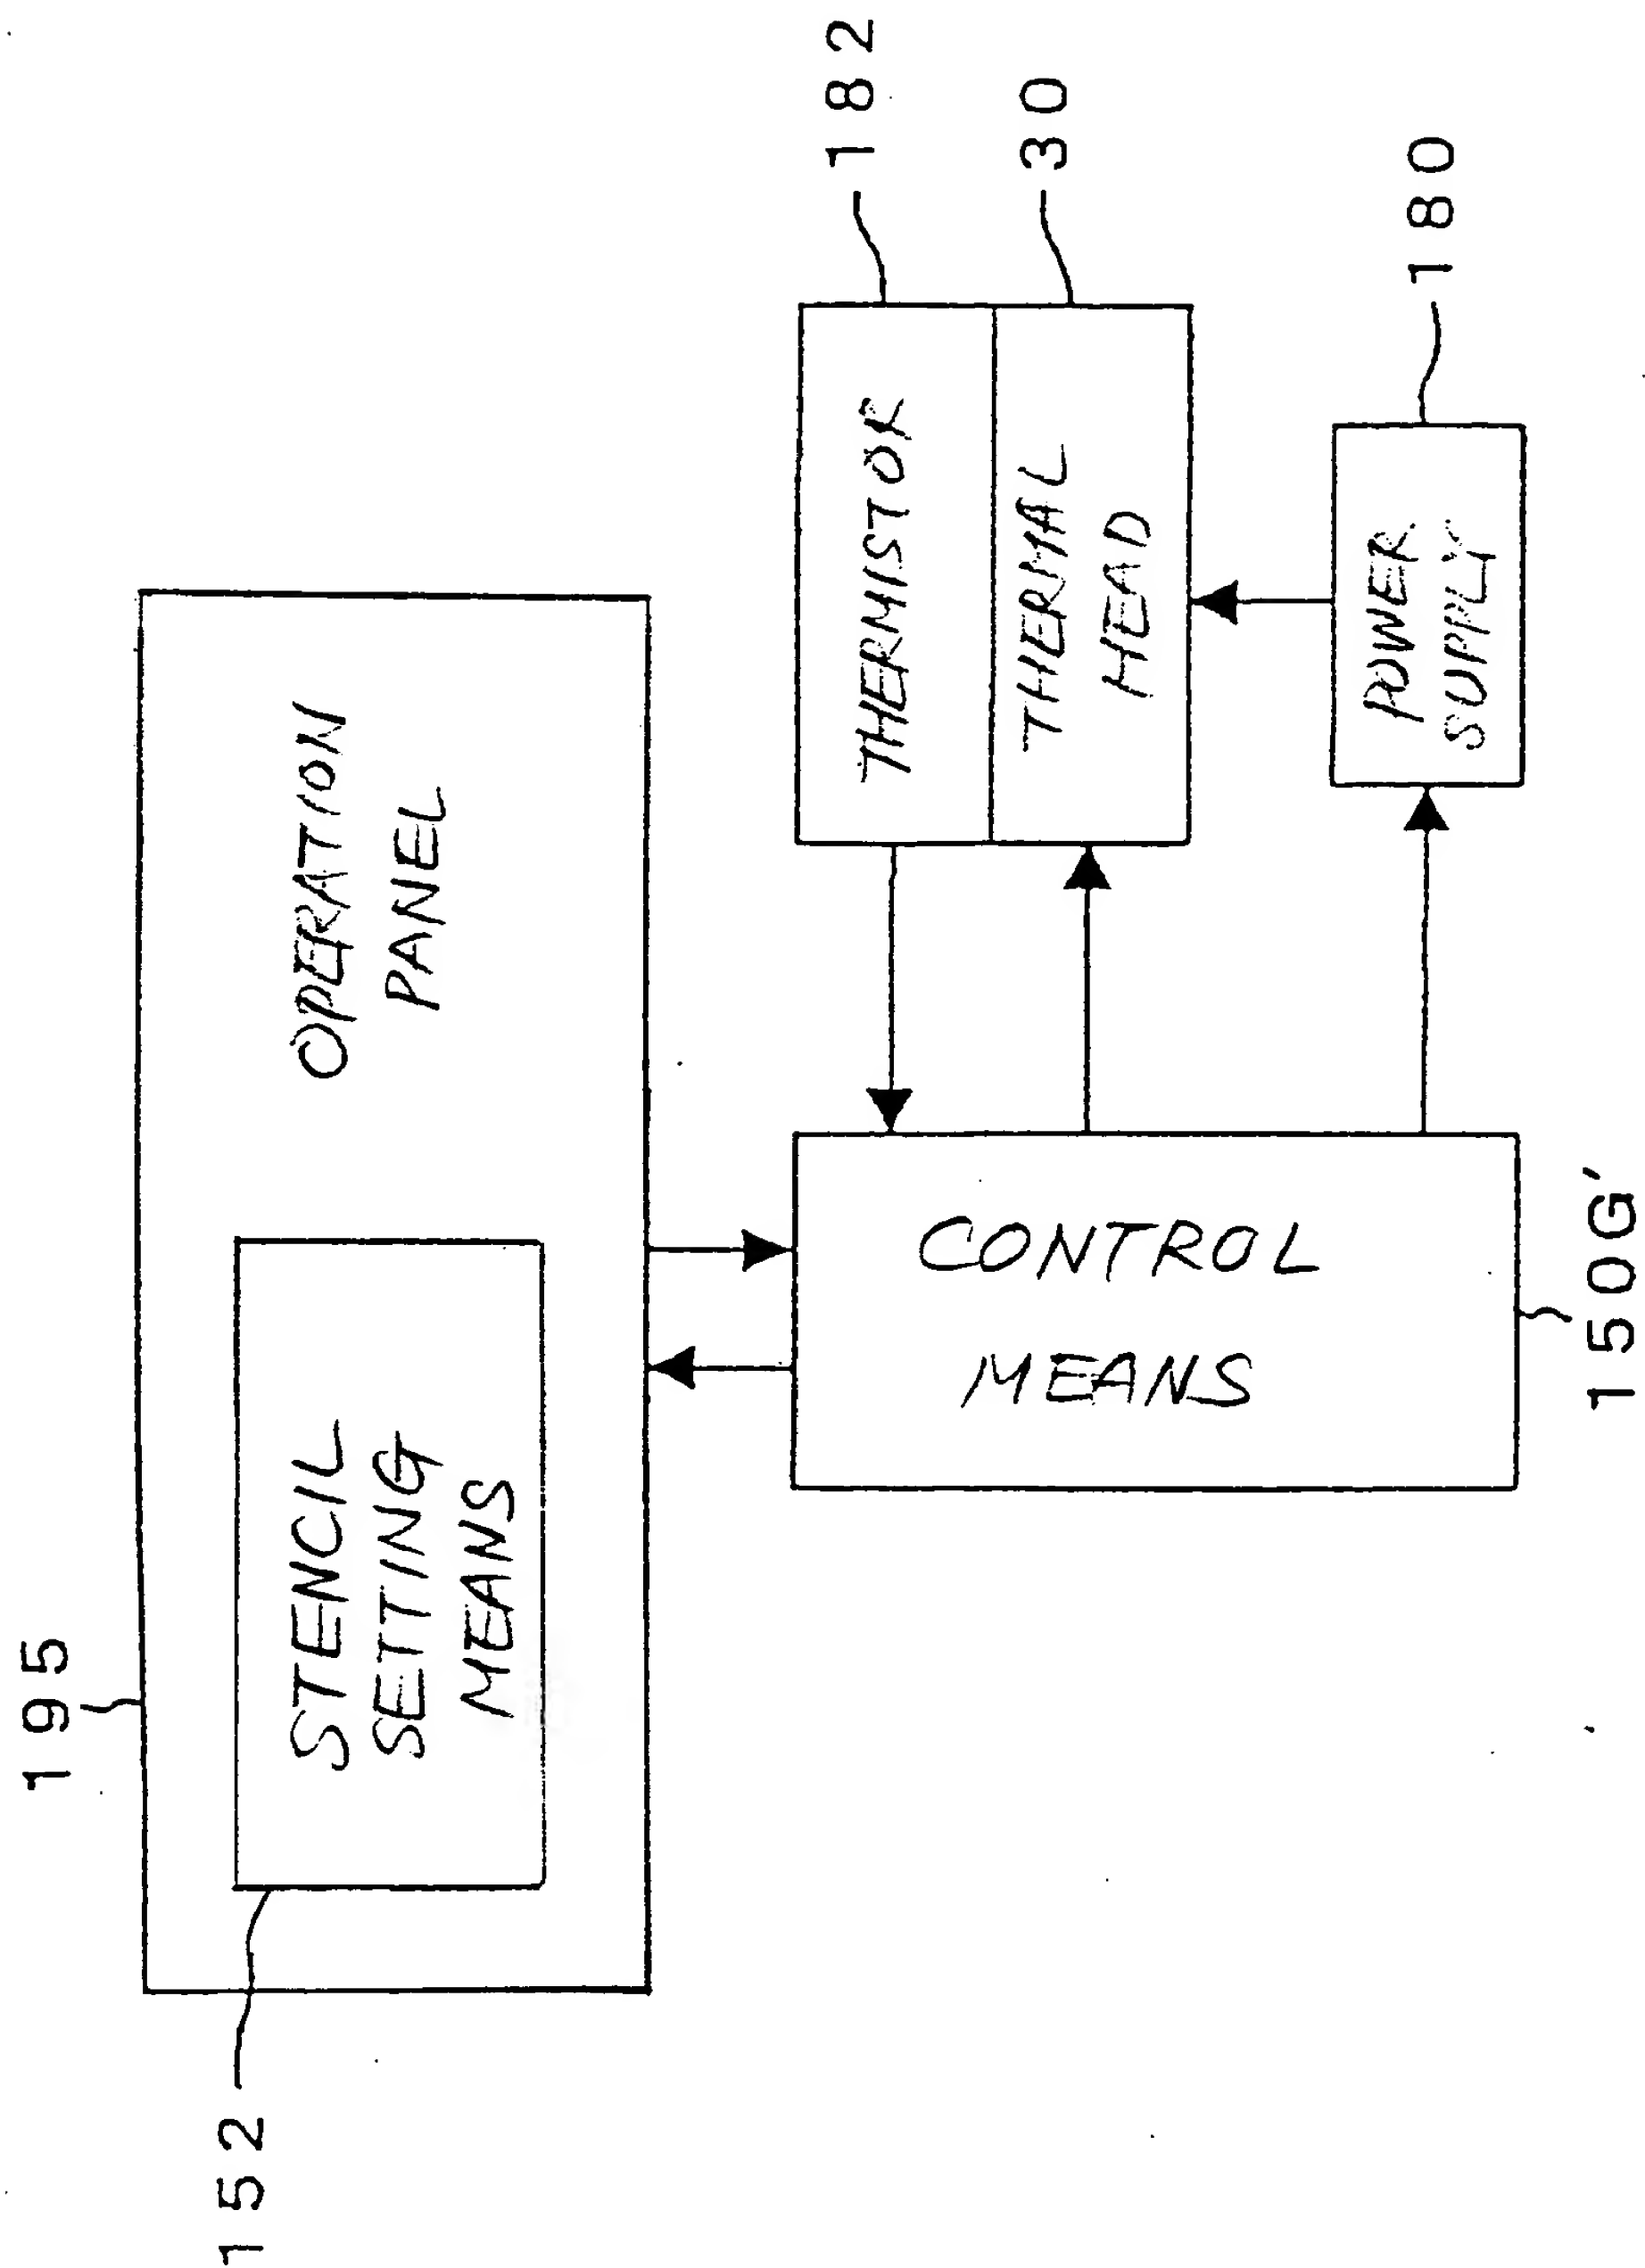 195
152
STENCIL
SETTING
MEANS
OPERATION
PANEL
CONTROL
MEANS
150G'
THERMISTOR
182
THERMAL
HEAD
30
POWER
SUPPLY
180